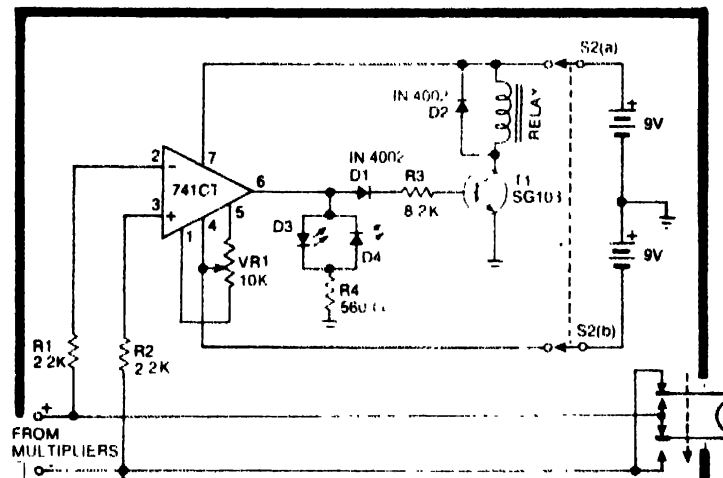 S2(a)
IN 4002
D2
RELAY
+
9V
2
7
IN 4002
D1
R3
8.2K
T1
741CT
6
3
+
5
4
1
D3
D4
VR1
10K
R4
+
9V
R1
2.2K
R2
2.2K
S2(b)
+
FROM
MULTIPLIERS